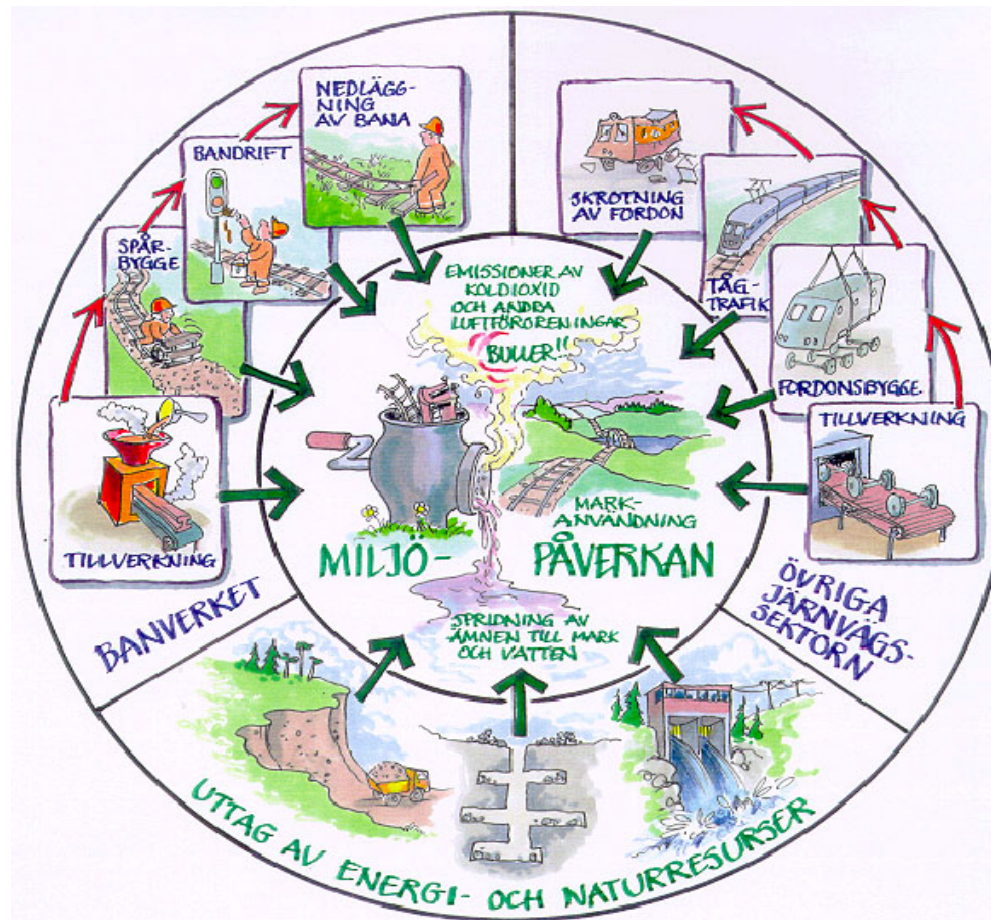 NEDLÄGG-
NING
AV BANA
BANDRIFT
SPÅR-
BYGGE
TILLVERKNING
BANVERKET
SKROTNING
AV FORDON
TÅG-
TRAFIK
FORDONSBYGGE
TILLVERKNING
ÖVRIGA
JÄRNVÄGS-
SEKTORN
EMISSIONER AV
KOLDIOXID
OCH ANDRA
LUFTFÖRORENINGAR
BULLER!!
MARK-
ANVÄNDNING
MILJÖ- PÅVERKAN
SPRIDNING AV
ÄMNEN TILL MARK
OCH VATTEN
UTTAG AV ENERGI- OCH NATURRESURSER